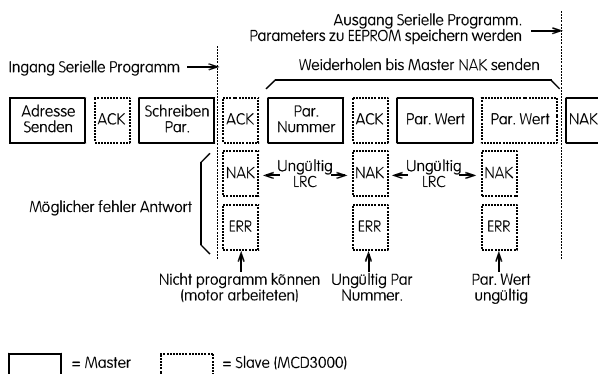 Ausgang Serielle Programm.
Parameters zu EEPROM speichern werden
Ingang Serielle Programm
Weiderholen bis Master NAK senden
Adresse
Senden
ACK
Schreiben
Par.
ACK
Par.
Nummer
ACK
Par. Wert
Par. Wert
NAK
NAK
Ungültig
LRC
NAK
Ungültig
LRC
NAK
Möglicher fehler Antwort
ERR
ERR
ERR
Nicht programm können
(motor arbeiteten)
Ungültig Par
Nummer.
Par. Wert
ungültig
= Master
= Slave (MCD3000)